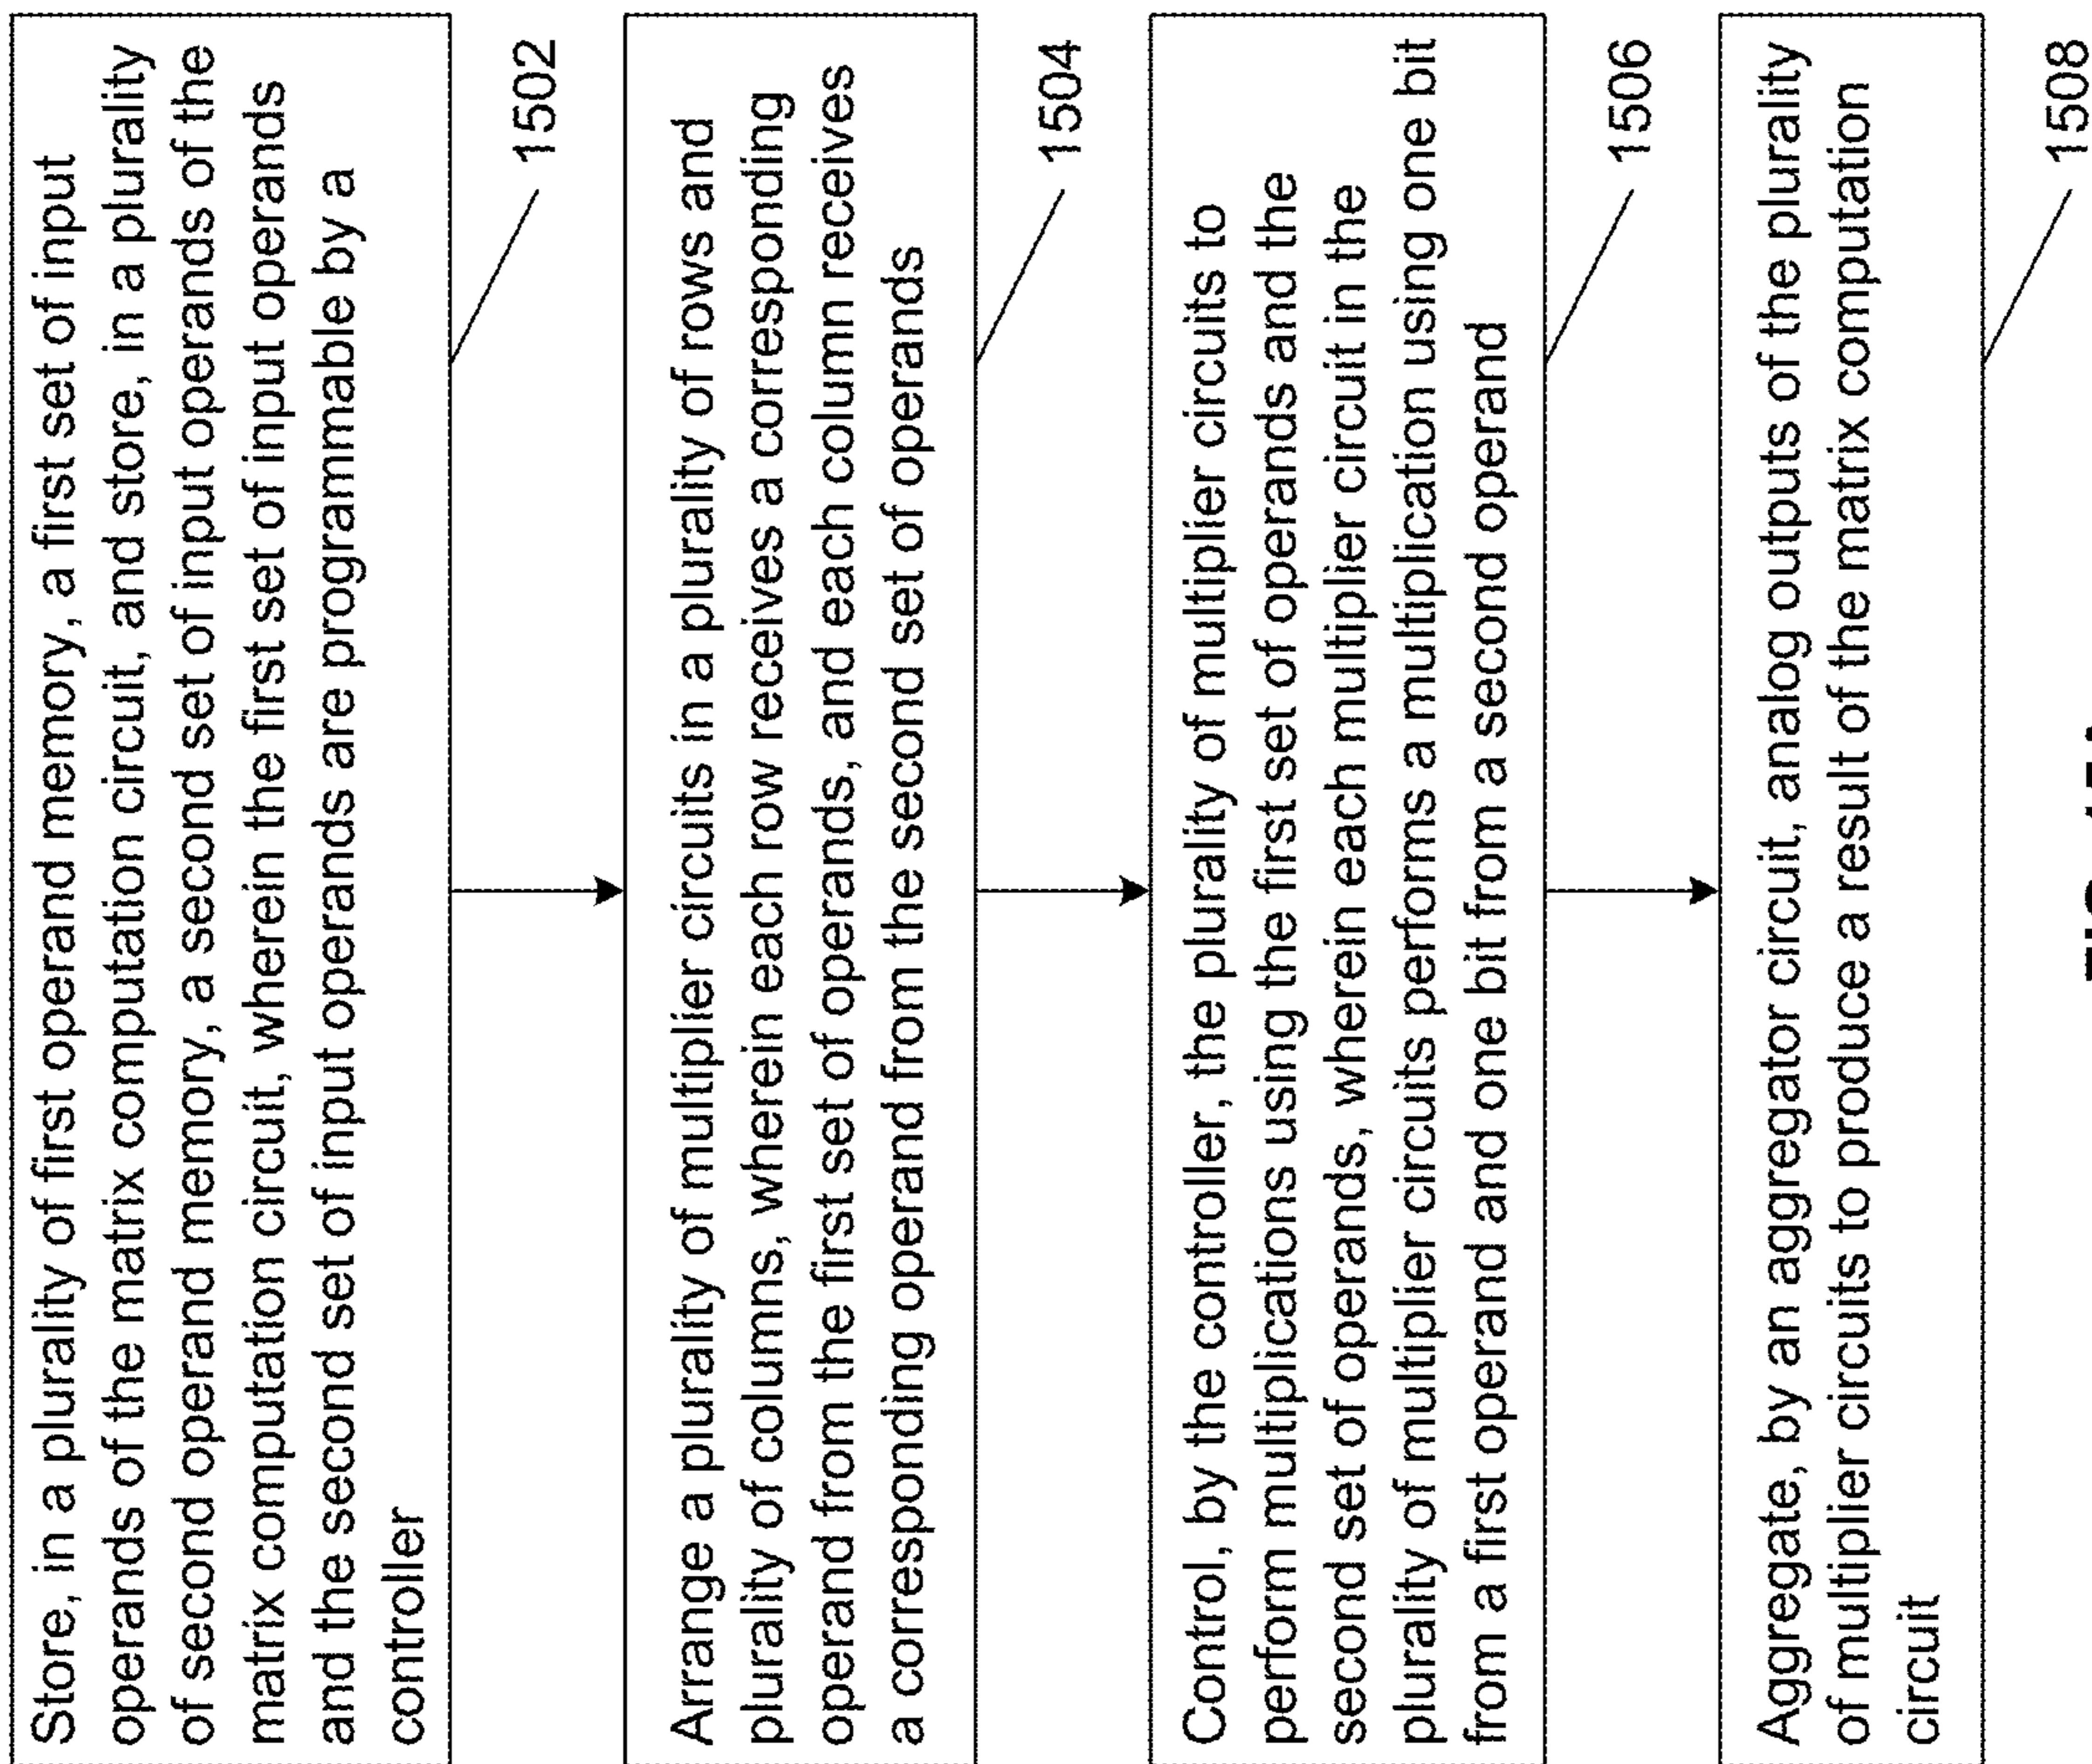 Store, in a plurality of first operand memory, a first set of input
operands of the matrix computation circuit, and store, in a plurality
of second operand memory, a second set of input operands of the
matrix computation circuit, wherein the first set of input operands
and the second set of input operands are programmable by a
controller
1502
Arrange a plurality of multiplier circuits in a plurality of rows and
plurality of columns, wherein each row receives a corresponding
operand from the first set of operands, and each column receives
a corresponding operand from the second set of operands
1504
Control, by the controller, the plurality of multiplier circuits to
perform multiplications using the first set of operands and the
second set of operands, wherein each multiplier circuit in the
plurality of multiplier circuits performs a multiplication using one bit
from a first operand and one bit from a second operand
1506
Aggregate, by an aggregator circuit, analog outputs of the plurality
of multiplier circuits to produce a result of the matrix computation
circuit
1508